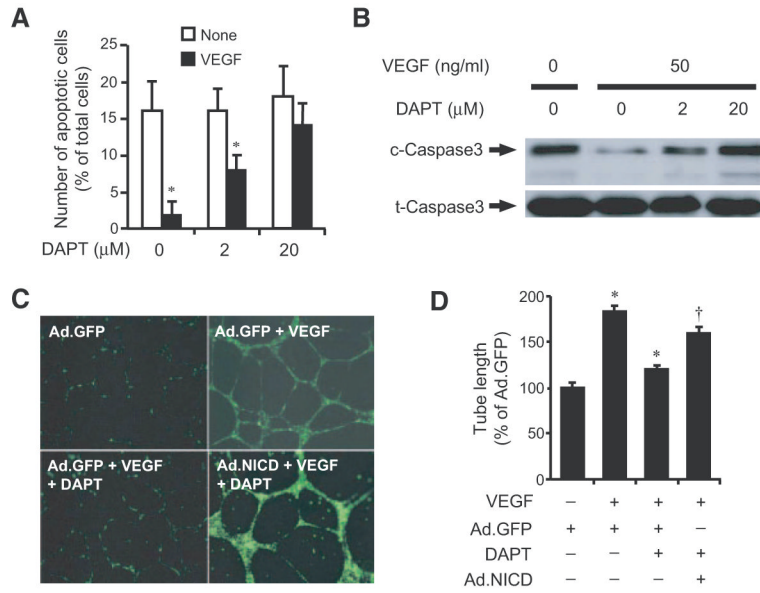 A
None
VEGF
Number of apoptotic cells
(% of total cells)
25
20
15
10
5
0
*
*
DAPT (μM) 0 2 20
B
VEGF (ng/ml) 0 50
DAPT (μM) 0 0 2 20
c-Caspase3
t-Caspase3
C
Ad.GFP
Ad.GFP + VEGF
Ad.GFP + VEGF
+ DAPT
Ad.NICD + VEGF
+ DAPT
D
Tube length
(% of Ad.GFP)
200
150
100
50
0
*
*
†
VEGF – + + +
Ad.GFP + + + –
DAPT – – + +
Ad.NICD – – – +